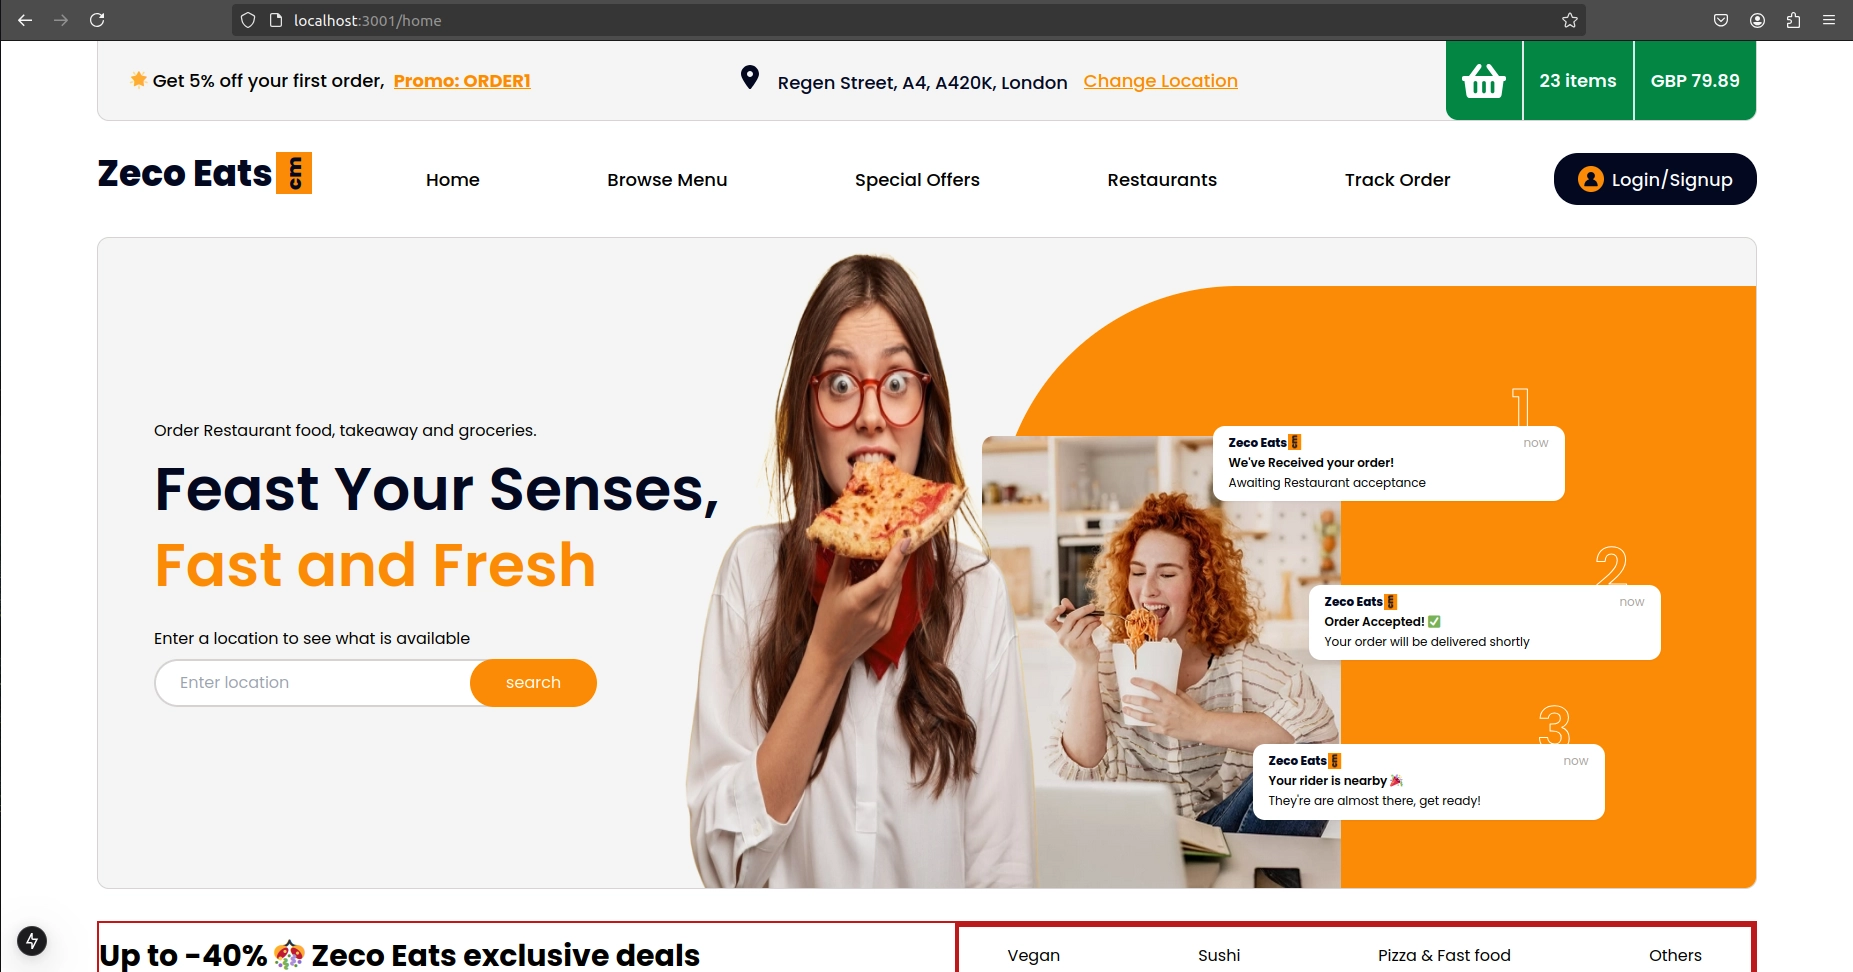 localhost:3001/home
Get 5% off your first order, Promo: ORDER1
Regen Street, A4, A420K, London Change Location
23 items
GBP 79.89
Zeco Eats cm
Home
Browse Menu
Special Offers
Restaurants
Track Order
Login/Signup
Order Restaurant food, takeaway and groceries.
Feast Your Senses,
Fast and Fresh
Enter a location to see what is available
Enter location
search
1
Zeco Eats cm now
We've Received your order!
Awaiting Restaurant acceptance
2
Zeco Eats cm now
Order Accepted! ✅
Your order will be delivered shortly
3
Zeco Eats cm now
Your rider is nearby 🎉
They're are almost there, get ready!
Up to -40% 🎊 Zeco Eats exclusive deals
Vegan
Sushi
Pizza & Fast food
Others